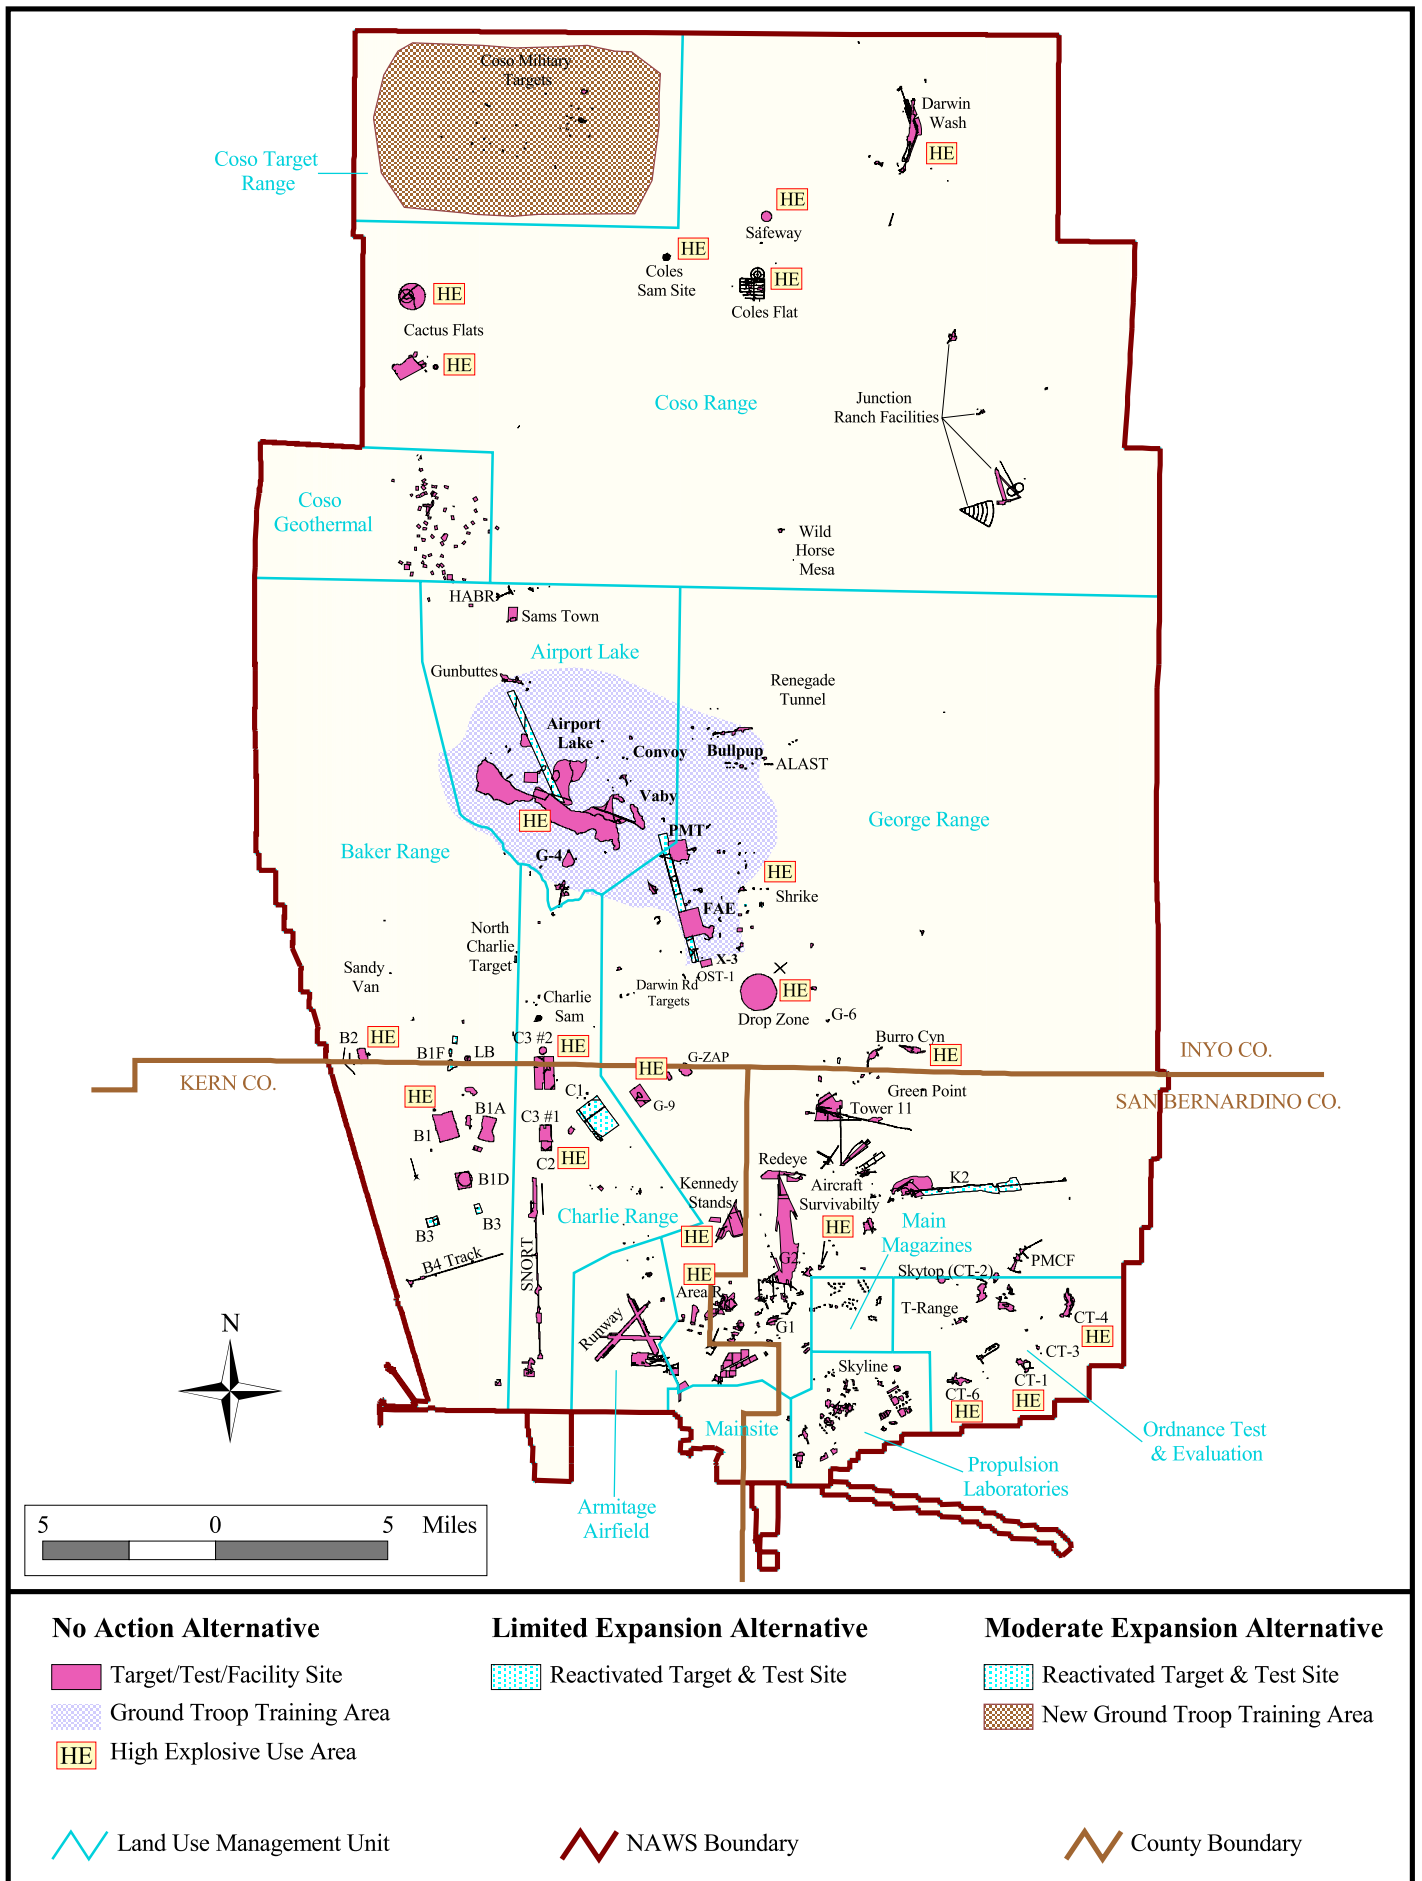 Coso Military
Targets
Darwin
Wash
HE
Coso Target
Range
HE
Safeway
HE
Coles
Sam Site
HE
Coles Flat
HE
Cactus Flats
HE
Coso Range
Junction
Ranch Facilities
Coso
Geothermal
Wild
Horse
Mesa
HABR
Sams Town
Airport Lake
Gunbuttes
Renegade
Tunnel
Airport
Lake
Convoy
Bullpup
ALAST
Vaby
HE
PMT
George Range
Baker Range
G-4
HE
Shrike
FAE
North
Charlie
Target
X-3
OST-1
Sandy
Van
Darwin Rd
Targets
HE
Drop Zone
G-6
Charlie
Sam
B2
HE
B1F
LB
C3 #2
HE
G-ZAP
HE
Burro Cyn
HE
INYO CO.
KERN CO.
SAN BERNARDINO CO.
HE
C1
G-9
Green Point
Tower 11
B1
B1A
C3 #1
C2
HE
Redeye
B1D
Kennedy
Stands
Aircraft
Survivabilty
K2
B3
B3
Charlie Range
HE
HE
Main
Magazines
B4 Track
SNORT
HE
G2
Skytop (CT-2)
PMCF
Area R
Runway
G1
T-Range
CT-4
HE
CT-3
Skyline
CT-1
CT-6
HE
HE
Mainsite
Ordnance Test
& Evaluation
Propulsion
Laboratories
Armitage
Airfield
N
5 0 5 Miles
No Action Alternative
Target/Test/Facility Site
Ground Troop Training Area
HE High Explosive Use Area
Limited Expansion Alternative
Reactivated Target & Test Site
Moderate Expansion Alternative
Reactivated Target & Test Site
New Ground Troop Training Area
Land Use Management Unit
NAWS Boundary
County Boundary